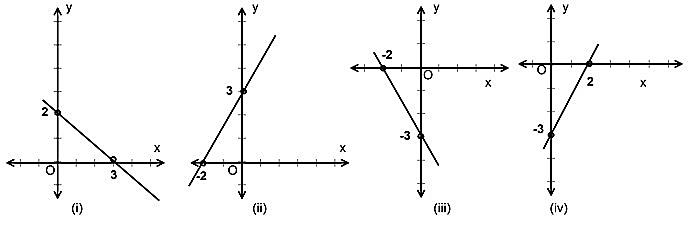 y
2
O
3
x
(i)
y
3
-2
O
x
(ii)
y
-2
O
x
-3
(iii)
y
O
2
x
-3
(iv)